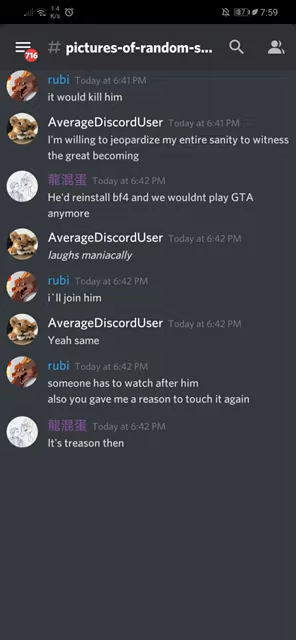 1.4
K/s
37
7:59
716
# pictures-of-random-s...
rubi Today at 6:41 PM
it would kill him
AverageDiscordUser Today at 6:41 PM
I'm willing to jeopardize my entire sanity to witness
the great becoming
龍混蛋 Today at 6:42 PM
He'd reinstall bf4 and we wouldnt play GTA
anymore
AverageDiscordUser Today at 6:42 PM
laughs maniacally
rubi Today at 6:42 PM
i`ll join him
AverageDiscordUser Today at 6:42 PM
Yeah same
rubi Today at 6:42 PM
someone has to watch after him
also you gave me a reason to touch it again
龍混蛋 Today at 6:42 PM
It's treason then